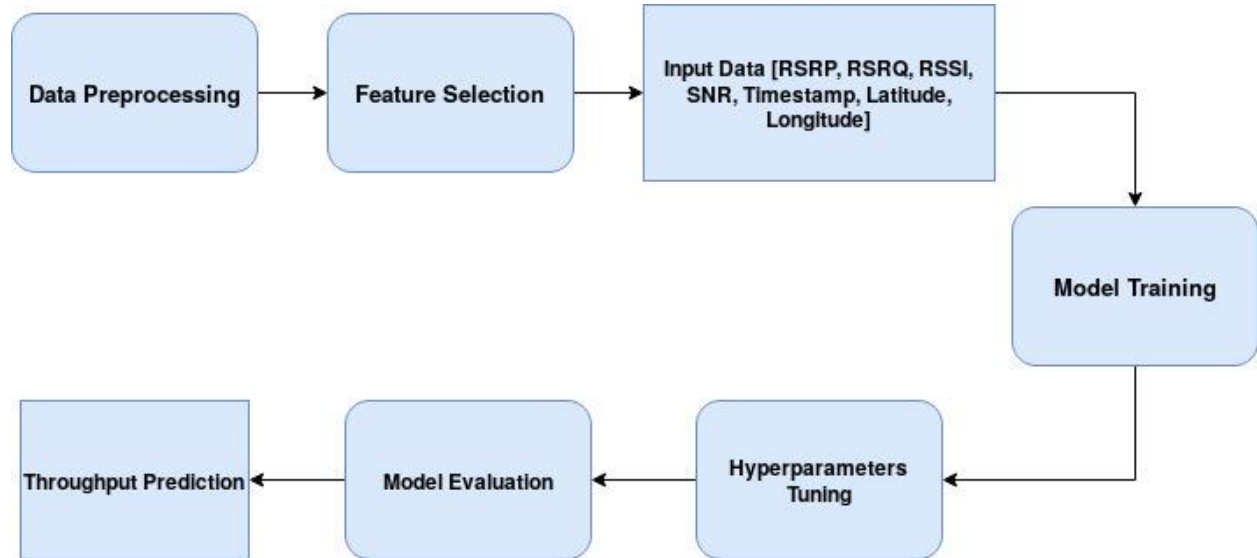 Data Preprocessing
Feature Selection
Input Data [RSRP, RSRQ, RSSI,
SNR, Timestamp, Latitude,
Longitude]
Model Training
Hyperparameters
Tuning
Model Evaluation
Throughput Prediction